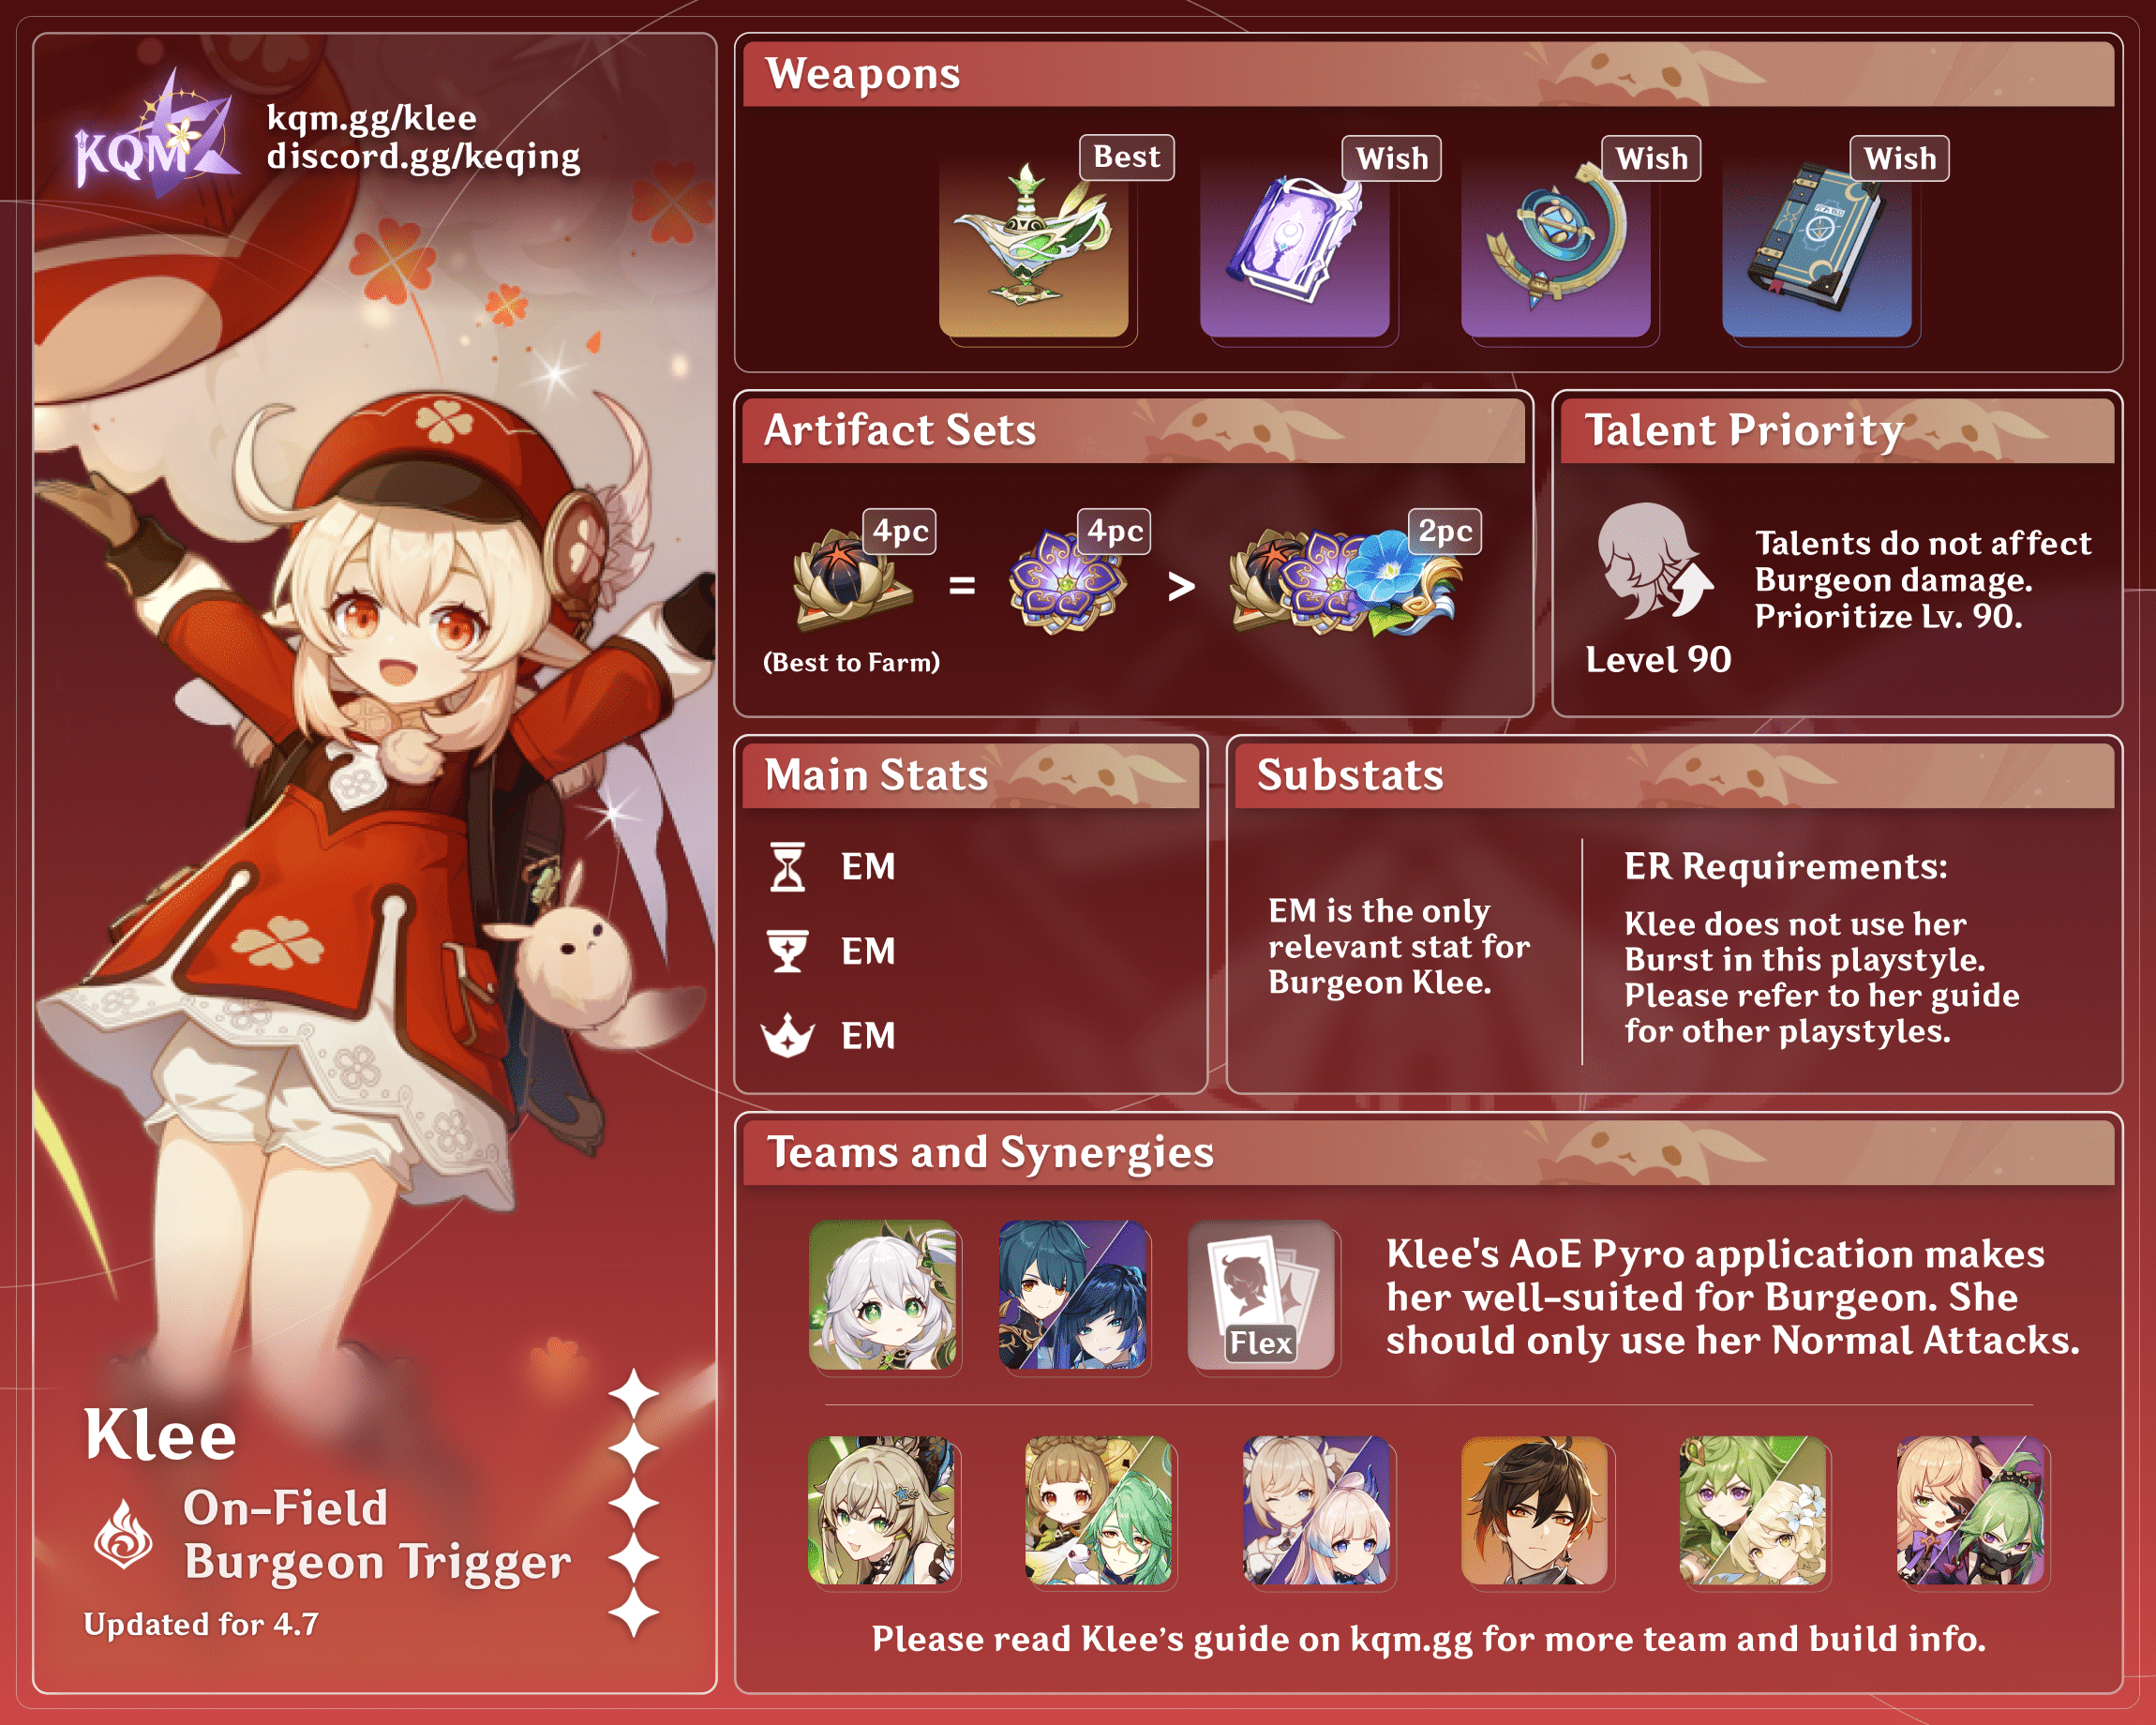 KQM
kqm.gg/klee
discord.gg/keqing
Klee
On-Field
Burgeon Trigger
Updated for 4.7
Weapons
Best
Wish
Wish
Wish
Artifact Sets
4pc
=
4pc
>
2pc
(Best to Farm)
Talent Priority
Level 90
Talents do not affect
Burgeon damage.
Prioritize Lv. 90.
Main Stats
EM
EM
EM
Substats
EM is the only
relevant stat for
Burgeon Klee.
ER Requirements:
Klee does not use her
Burst in this playstyle.
Please refer to her guide
for other playstyles.
Teams and Synergies
Flex
Klee's AoE Pyro application makes
her well-suited for Burgeon. She
should only use her Normal Attacks.
Please read Klee’s guide on kqm.gg for more team and build info.